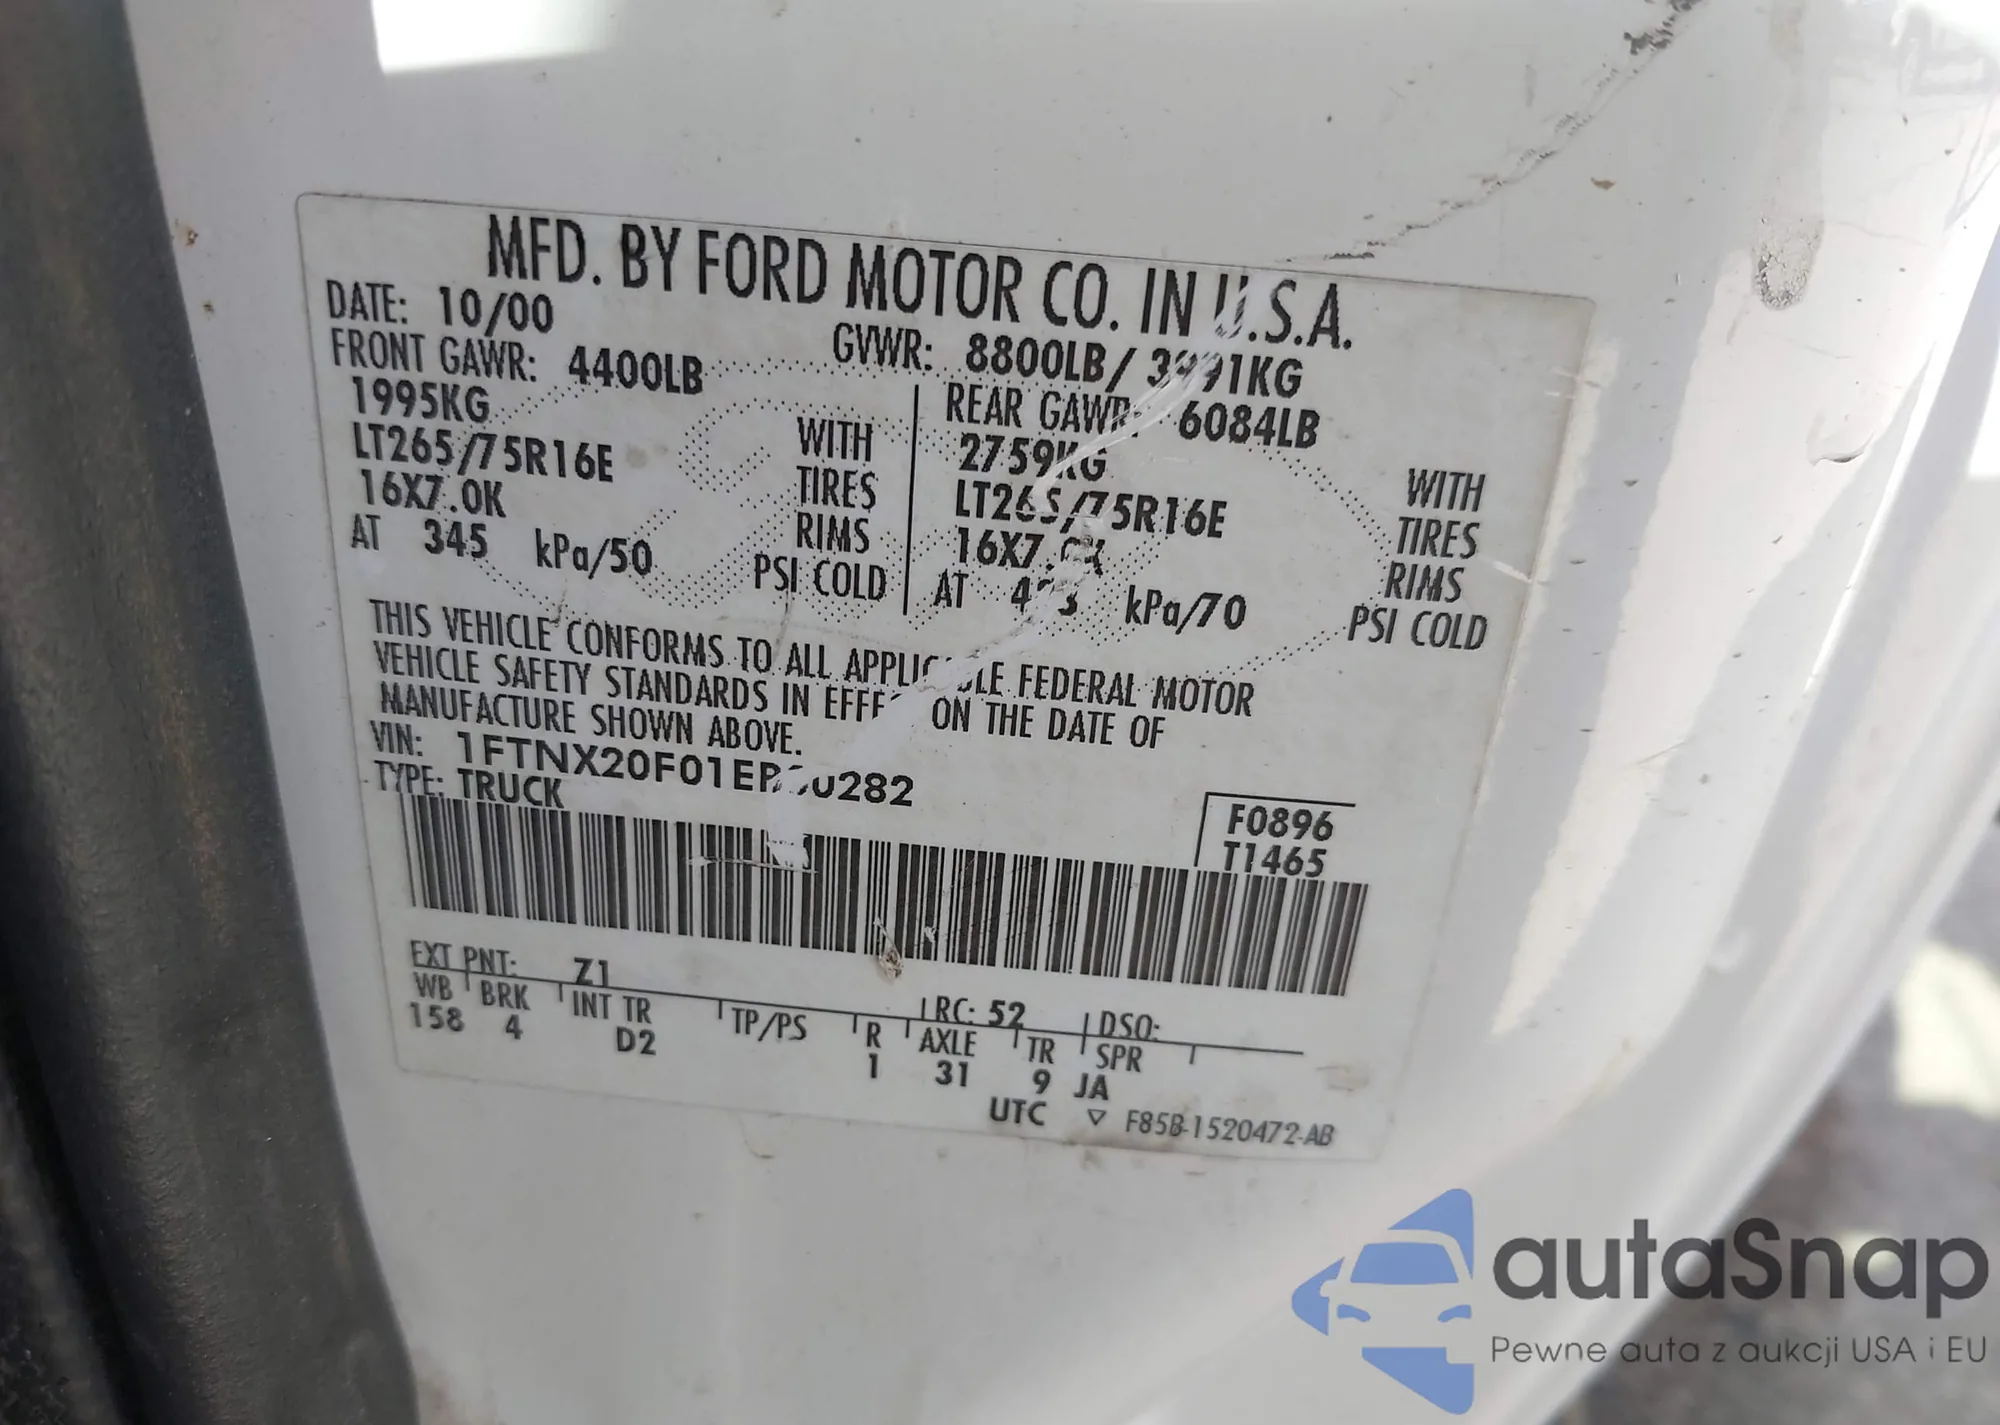 MFD. BY FORD MOTOR CO. IN U.S.A.
DATE: 10/00 GVWR: 8800LB/ 3991KG
FRONT GAWR: 4400LB REAR GAWR: 6084LB
1995KG WITH 2759KG WITH
LT265/75R16E TIRES LT265/75R16E TIRES
16X7.0K RIMS 16X7.0K RIMS
AT 345 kPa/50 PSI COLD AT kPa/70 PSI COLD
THIS VEHICLE CONFORMS TO ALL APPLICABLE FEDERAL MOTOR
VEHICLE SAFETY STANDARDS IN EFFECT ON THE DATE OF
MANUFACTURE SHOWN ABOVE.
VIN:
TYPE: TRUCK
F0896
T1465
EXT PNT: Z1 RC: 52 DSO:
WB BRK INT TR TP/PS R AXLE TR SPR
158 4 D2 1 31 9 JA
UTC ▽ F85B-1520472-AB
autaSnap
Pewne auta z aukcji USA i EU